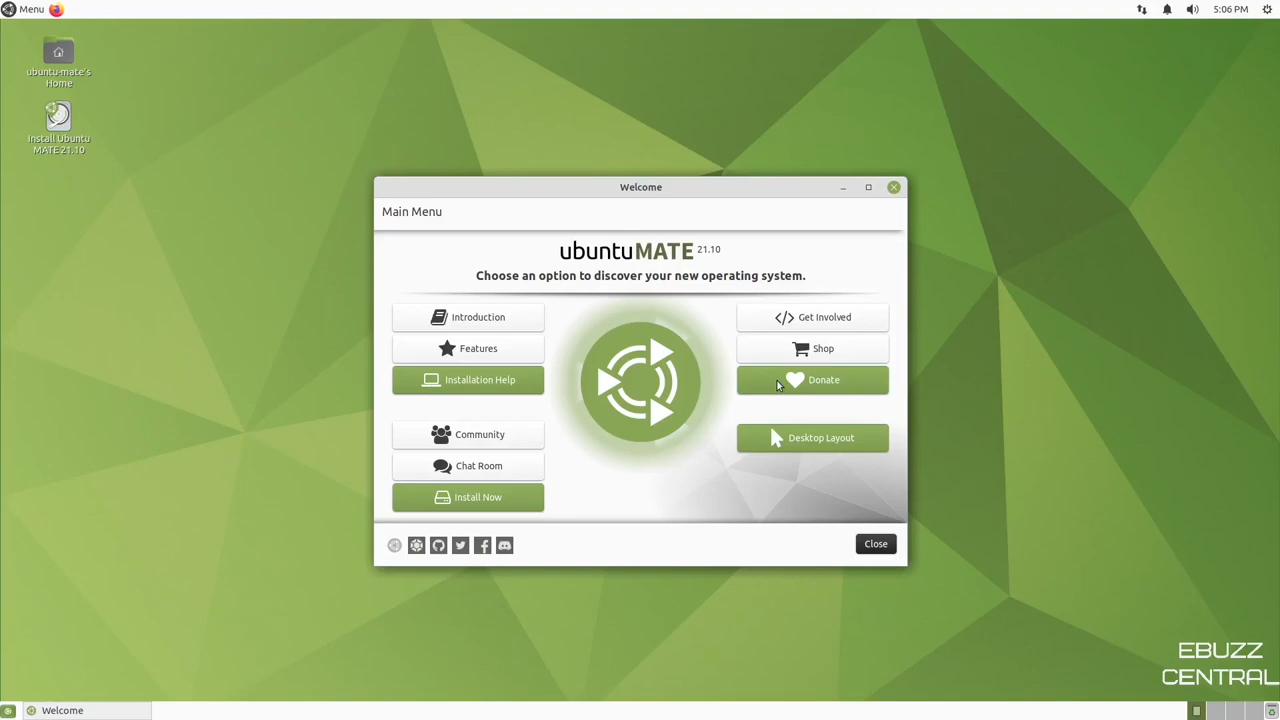 Menu
5:06 PM
ubuntu-mate's
Home
Install Ubuntu
MATE 21.10
Welcome
Main Menu
ubuntu MATE 21.10
Choose an option to discover your new operating system.
Introduction
Features
Installation Help
Community
Chat Room
Install Now
Get Involved
Shop
Donate
Desktop Layout
Close
EBUZZ
CENTRAL
Welcome